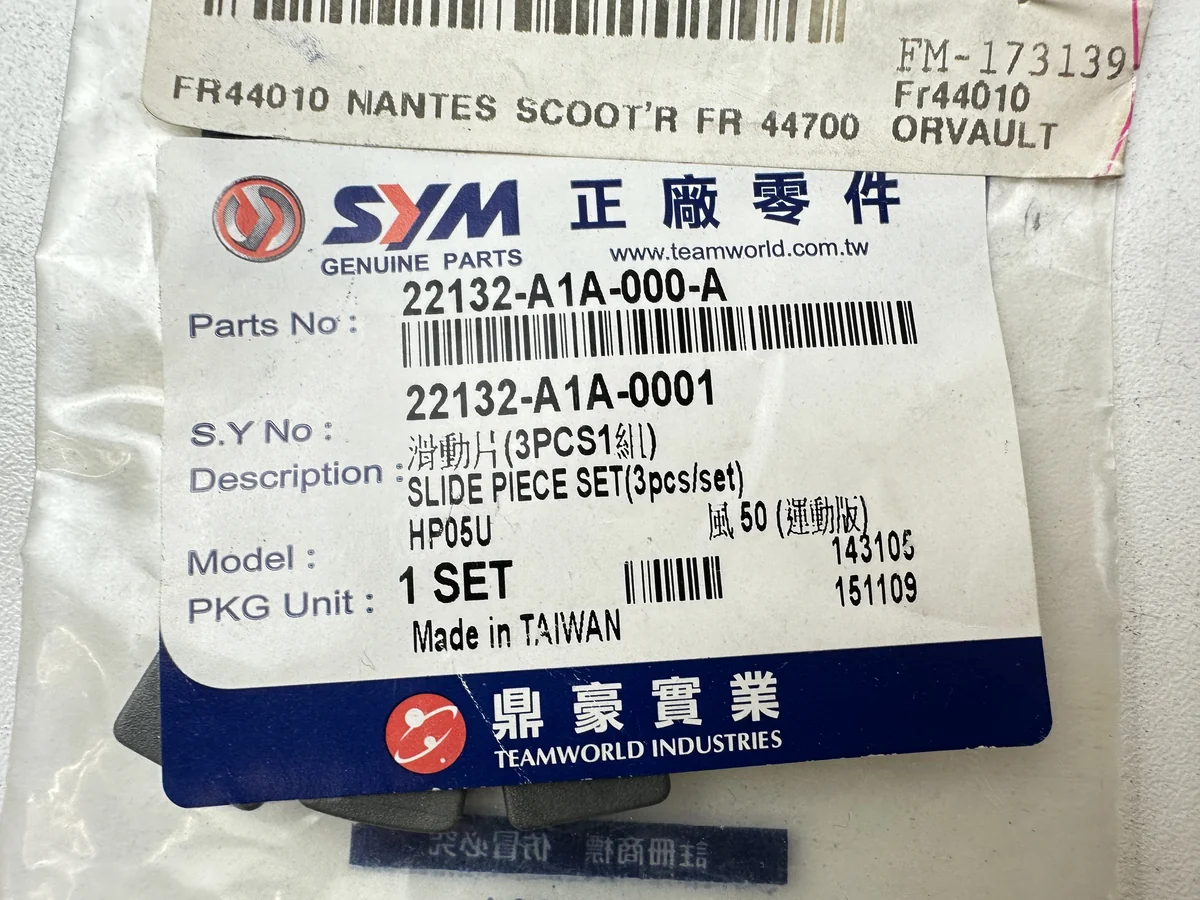 FM-173139
FR44010 NANTES SCOOT'R FR 44700
Fr44010
ORVAULT
SYM 正廠零件
GENUINE PARTS
www.teamworld.com.tw
Parts No : 22132-A1A-000-A
S.Y No : 22132-A1A-0001
Description : 滑動片(3PCS1組)
SLIDE PIECE SET(3pcs/set)
Model : HP05U 風50 (運動版)
143105
PKG Unit : 1 SET 151109
Made in TAIWAN
鼎豪實業
TEAMWORLD INDUSTRIES
註冊商標 仿冒必究